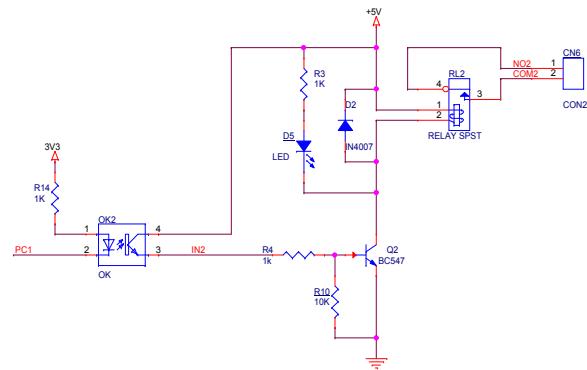 +5V
CN6
NO2 1
COM2 2
CON2
R3
1K
RL2
4
3
1
2
RELAY SPST
D2
IN4007
D5
LED
3V3
R14
1K
OK2
1 4
2 3
PC1
IN2
OK
R4
1k
Q2
BC547
R10
10K